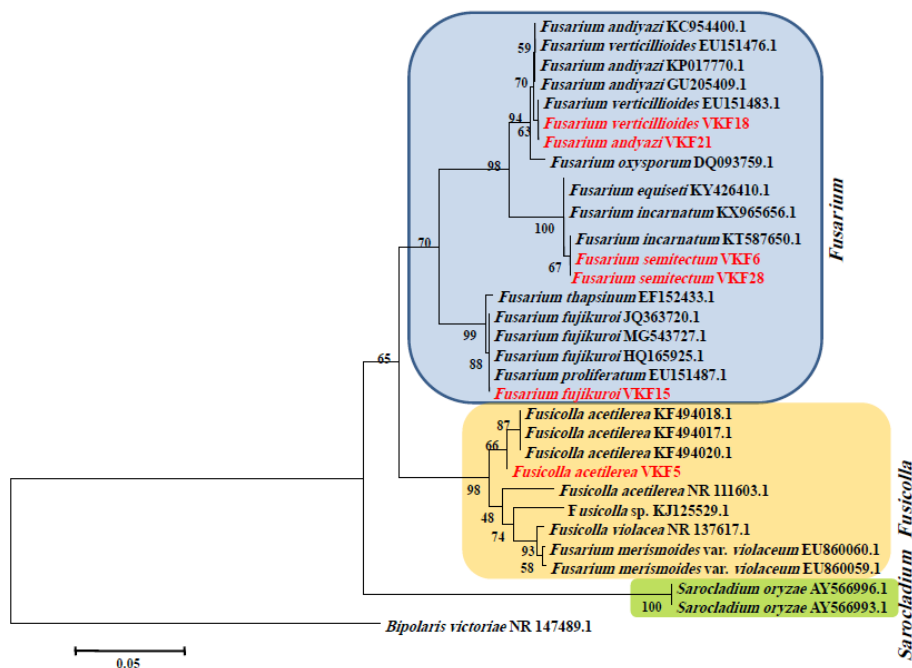 Fusarium andiyazi KC954400.1
59
Fusarium verticillioides EU151476.1
Fusarium andiyazi KP017770.1
70
Fusarium andiyazi GU205409.1
Fusarium verticillioides EU151483.1
94
Fusarium verticillioides VKF18
63
Fusarium andyazi VKF21
Fusarium oxysporum DQ093759.1
98
Fusarium equiseti KY426410.1
Fusarium incarnatum KX965656.1
100
Fusarium incarnatum KT587650.1
Fusarium semitectum VKF6
67
Fusarium semitectum VKF28
70
Fusarium thapsinum EF152433.1
Fusarium fujikuroi JQ363720.1
99
Fusarium fujikuroi MG543727.1
Fusarium fujikuroi HQ165925.1
88
Fusarium proliferatum EU151487.1
Fusarium fujikuroi VKF15
Fusarium
65
Fusicolla acetilerea KF494018.1
87
Fusicolla acetilerea KF494017.1
66
Fusicolla acetilerea KF494020.1
Fusicolla acetilerea VKF5
98
Fusicolla acetilerea NR 111603.1
48
Fusicolla sp. KJ125529.1
74
Fusicolla violacea NR 137617.1
93
Fusarium merismoides var. violaceum EU860060.1
58
Fusarium merismoides var. violaceum EU860059.1
Fusicolla
Sarocladium oryzae AY566996.1
100
Sarocladium oryzae AY566993.1
Sarocladium
Bipolaris victoriae NR 147489.1
0.05